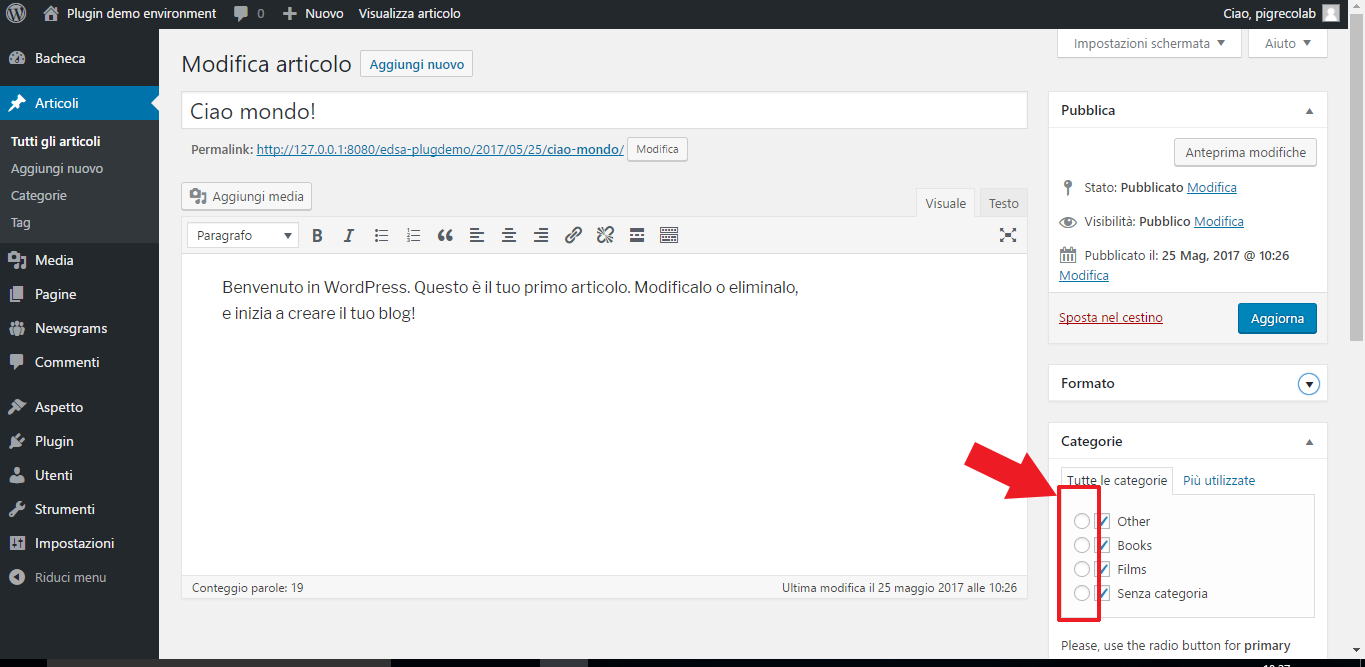 Plugin demo environment 0 Nuovo Visualizza articolo Ciao, pigrecolab
Impostazioni schermata Aiuto
Bacheca
Articoli
Tutti gli articoli
Aggiungi nuovo
Categorie
Tag
Media
Pagine
Newsgrams
Commenti
Aspetto
Plugin
Utenti
Strumenti
Impostazioni
Riduci menu
Modifica articolo Aggiungi nuovo
Ciao mondo!
Permalink: http://127.0.0.1:8080/edsa-plugdemo/2017/05/25/ciao-mondo/ Modifica
Aggiungi media
Visuale Testo
Paragrafo B I
Benvenuto in WordPress. Questo è il tuo primo articolo. Modificalo o eliminalo,
e inizia a creare il tuo blog!
Conteggio parole: 19 Ultima modifica il 25 maggio 2017 alle 10:26
Pubblica
Anteprima modifiche
Stato: Pubblicato Modifica
Visibilità: Pubblico Modifica
Pubblicato il: 25 Mag, 2017 @ 10:26
Modifica
Sposta nel cestino Aggiorna
Formato
Categorie
Tutte le categorie Più utilizzate
Other
Books
Films
Senza categoria
Please, use the radio button for primary